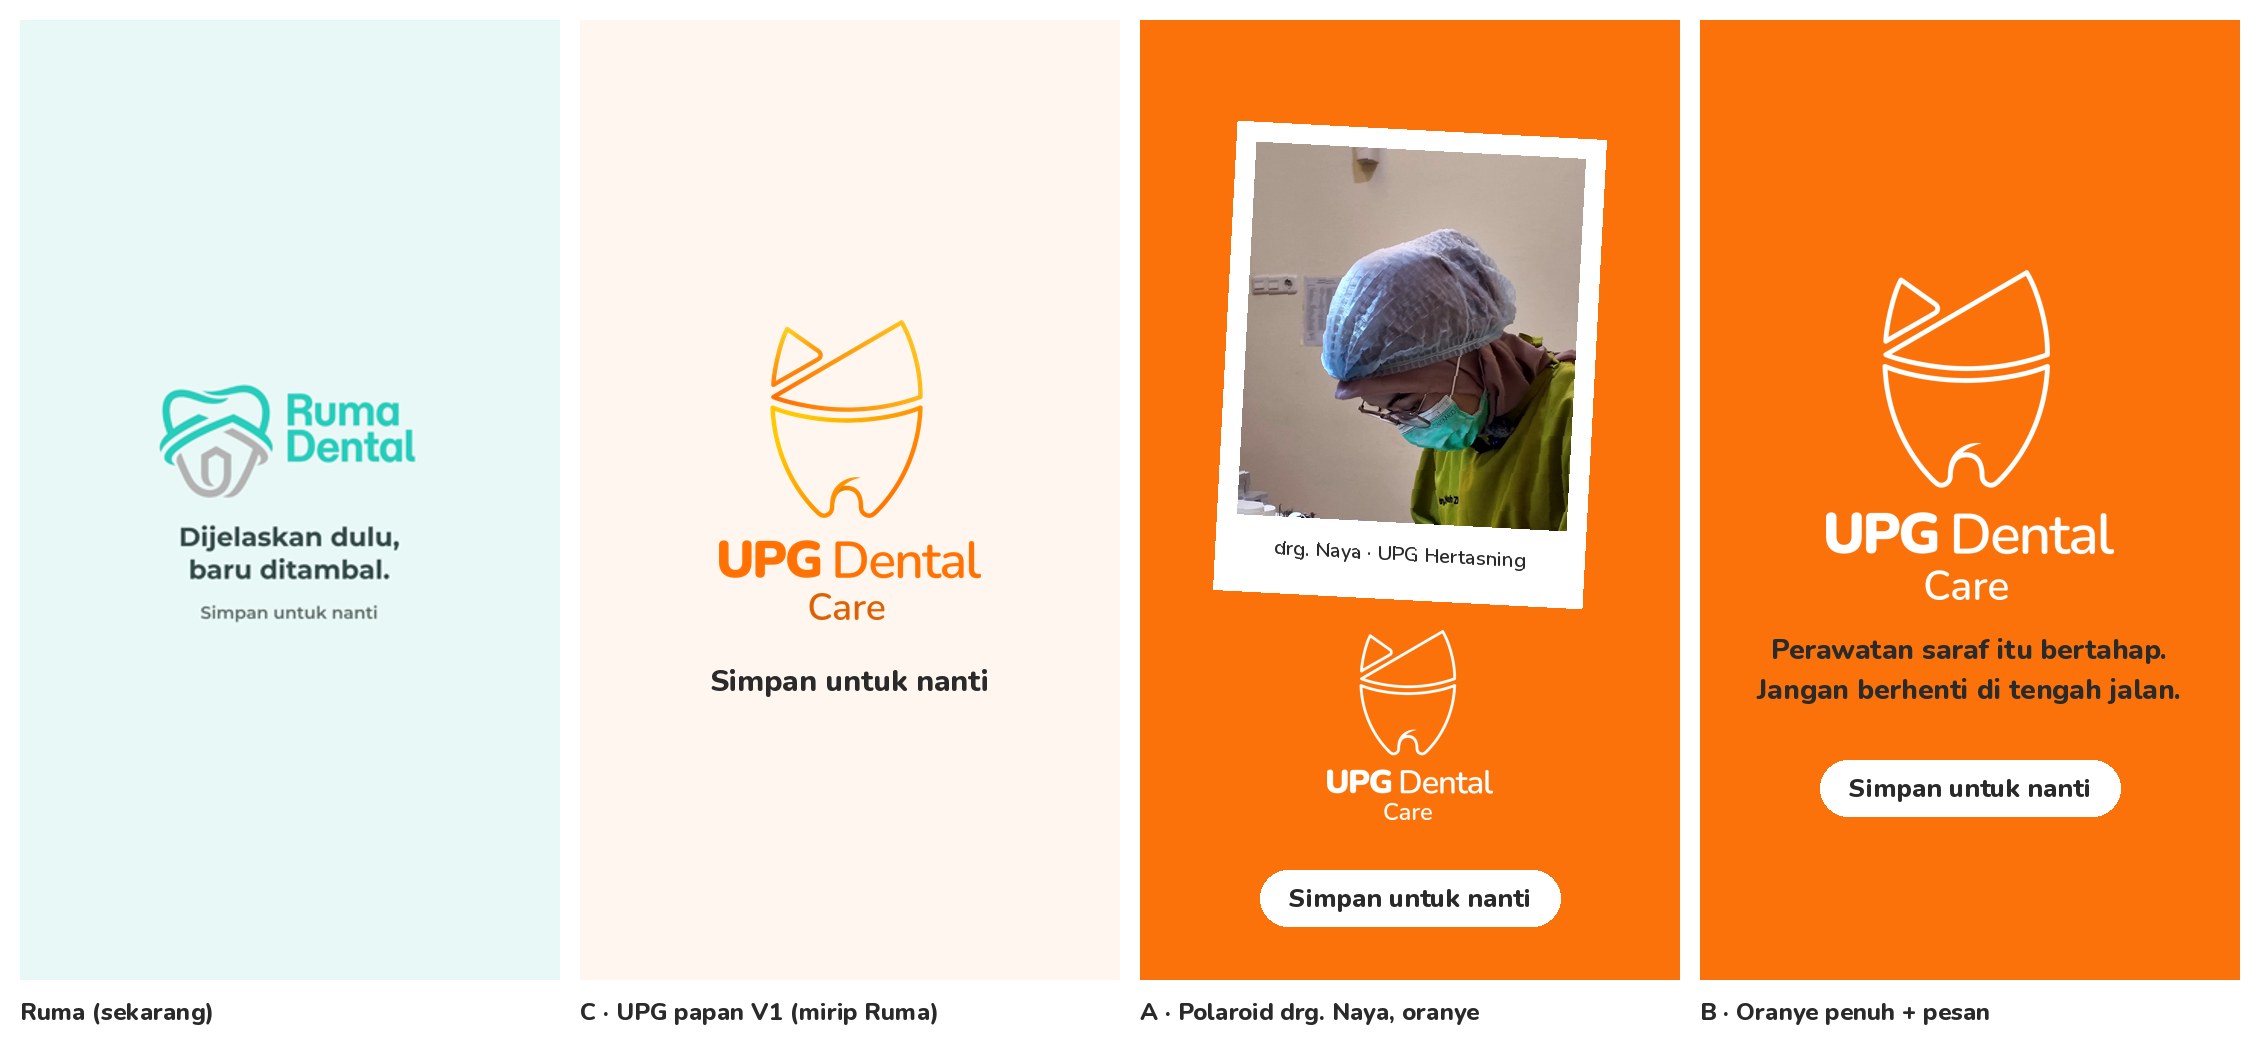 Ruma
Dental
Dijelaskan dulu,
baru ditambal.
Simpan untuk nanti
Ruma (sekarang)
UPG Dental
Care
Simpan untuk nanti
C · UPG papan V1 (mirip Ruma)
drg. Naya · UPG Hertasning
UPG Dental
Care
Simpan untuk nanti
A · Polaroid drg. Naya, oranye
UPG Dental
Care
Perawatan saraf itu bertahap.
Jangan berhenti di tengah jalan.
Simpan untuk nanti
B · Oranye penuh + pesan